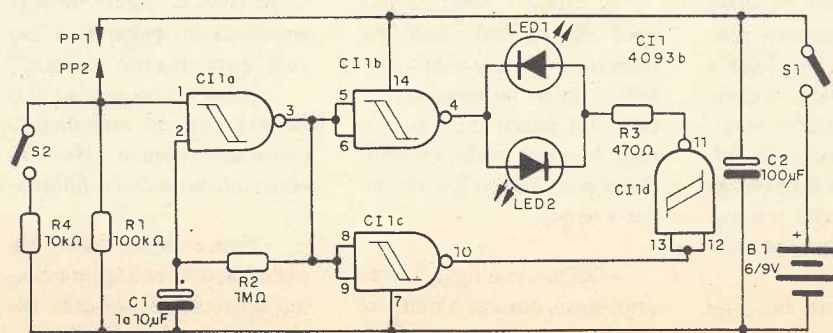 PP1
PP2
CI1a
1
2
3
CI1b
14
5
6
4
LED1
LED2
CI1
4093b
R3
470Ω
11
CI1d
13
12
S1
C2
100µF
B1
6/9V
+
S2
R4
10kΩ
R1
100kΩ
C1
1a10µF
R2
1MΩ
CI1c
8
9
10
7